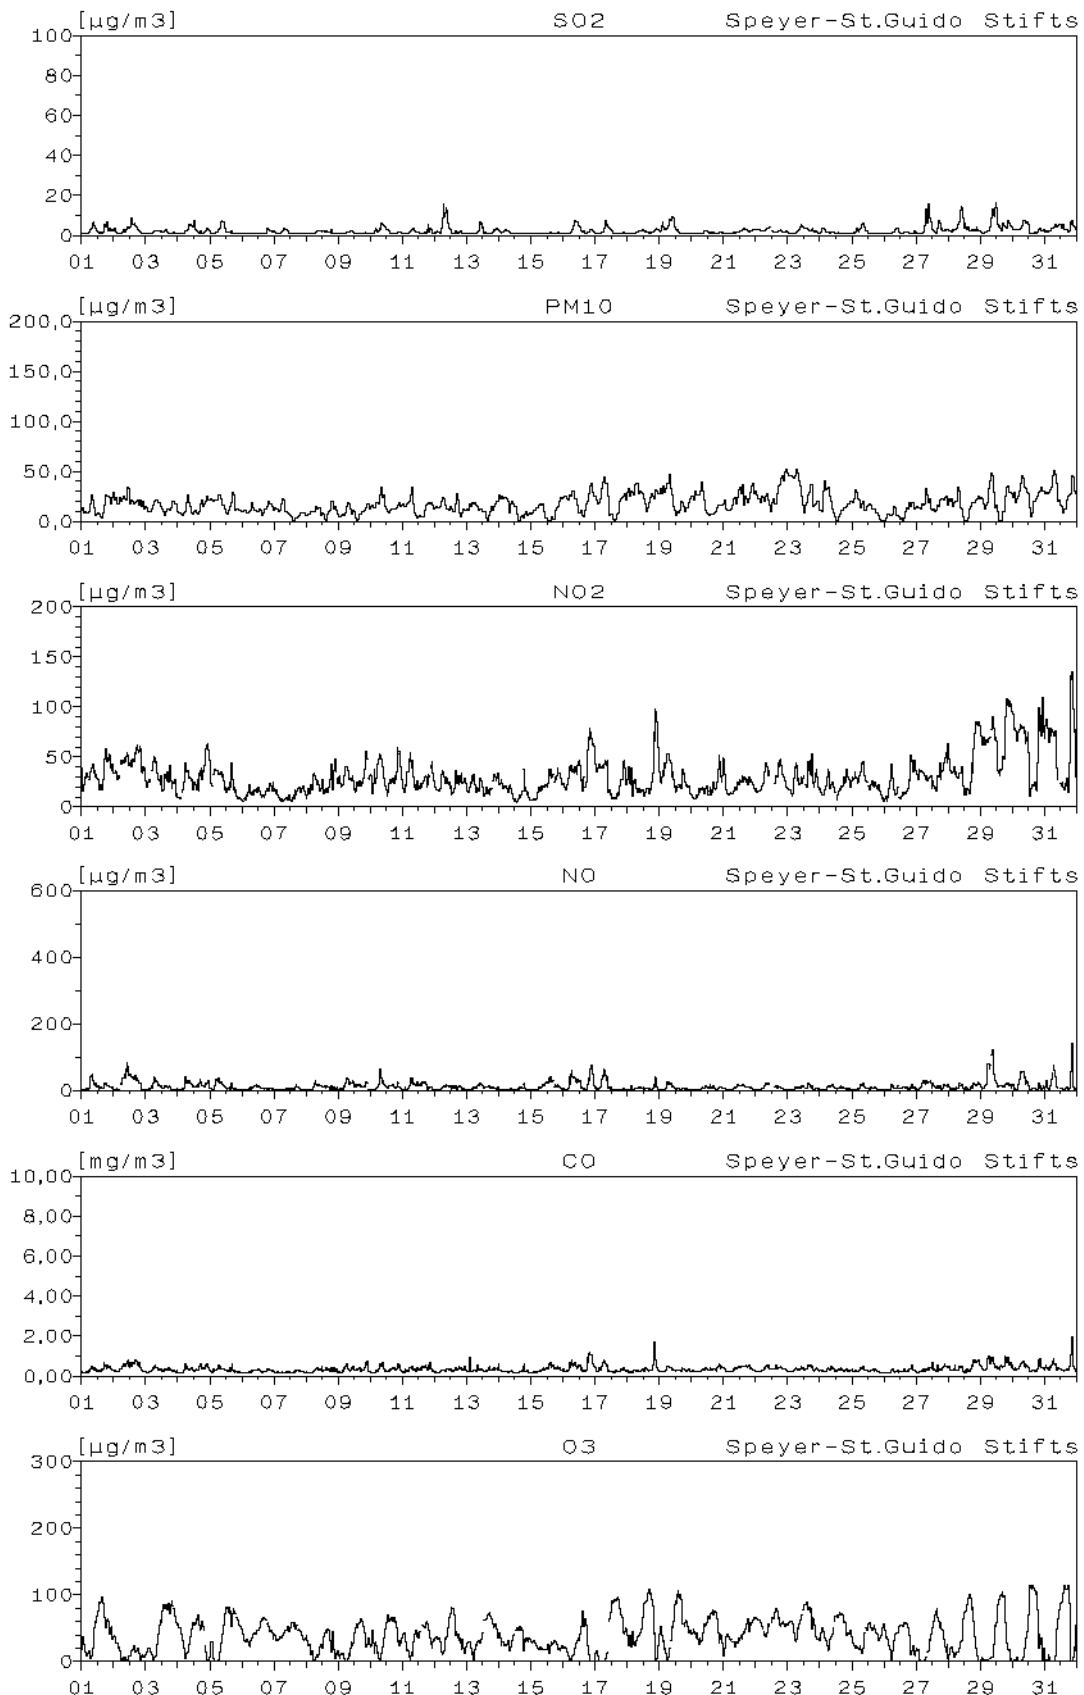 [µg/m3] SO2 Speyer-St.Guido Stifts
100
80
60
40
20
0
01 03 05 07 09 11 13 15 17 19 21 23 25 27 29 31
[µg/m3] PM10 Speyer-St.Guido Stifts
200,0
150,0
100,0
50,0
0,0
01 03 05 07 09 11 13 15 17 19 21 23 25 27 29 31
[µg/m3] NO2 Speyer-St.Guido Stifts
200
150
100
50
0
01 03 05 07 09 11 13 15 17 19 21 23 25 27 29 31
[µg/m3] NO Speyer-St.Guido Stifts
600
400
200
0
01 03 05 07 09 11 13 15 17 19 21 23 25 27 29 31
[mg/m3] CO Speyer-St.Guido Stifts
10,00
8,00
6,00
4,00
2,00
0,00
01 03 05 07 09 11 13 15 17 19 21 23 25 27 29 31
[µg/m3] O3 Speyer-St.Guido Stifts
300
200
100
0
01 03 05 07 09 11 13 15 17 19 21 23 25 27 29 31